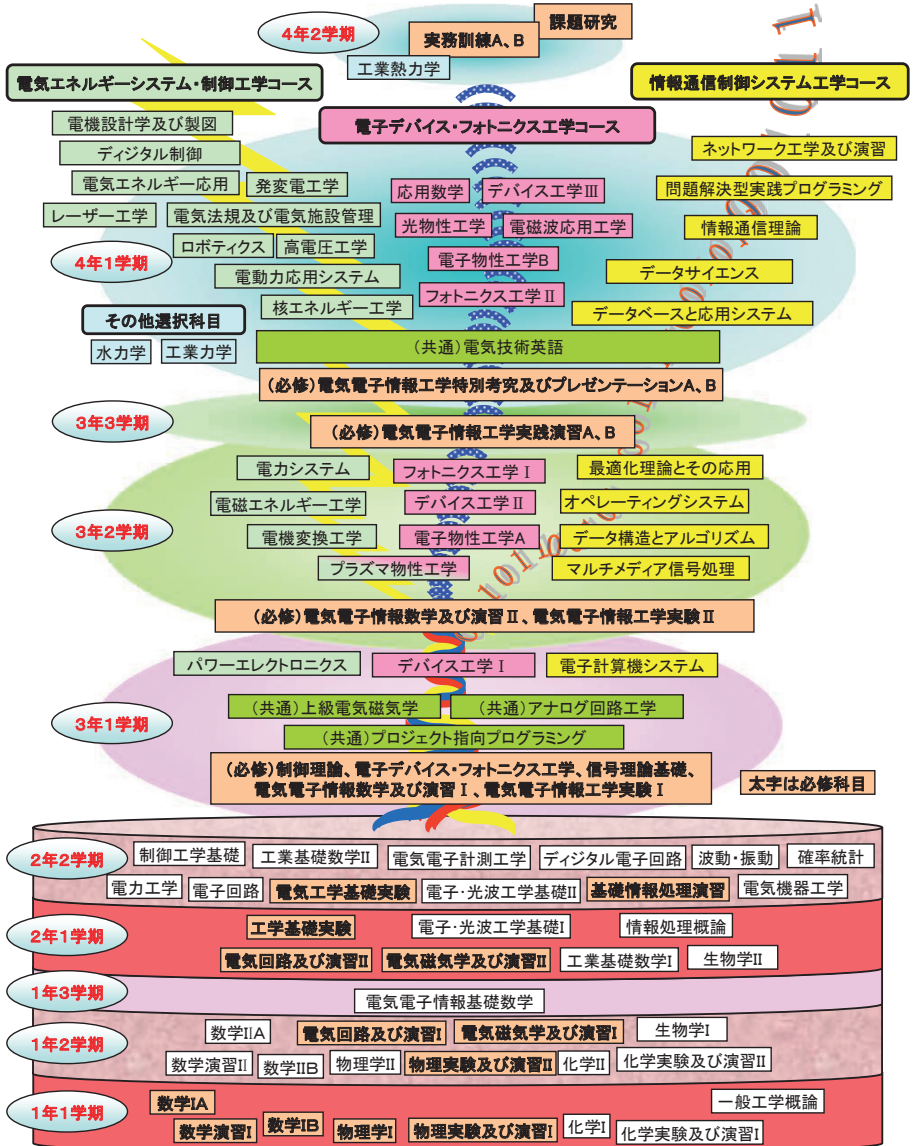 4年2学期
課題研究
実務訓練A、B
工業熱力学
電気エネルギーシステム・制御工学コース
情報通信制御システム工学コース
電子デバイス・フォトニクス工学コース
電機設計学及び製図
ディジタル制御
電気エネルギー応用
発変電工学
レーザー工学
電気法規及び電気施設管理
ロボティクス
高電圧工学
4年1学期
電動力応用システム
核エネルギー工学
応用数学
デバイス工学Ⅲ
光物性工学
電磁波応用工学
電子物性工学B
フォトニクス工学Ⅱ
ネットワーク工学及び演習
問題解決型実践プログラミング
情報通信理論
データサイエンス
データベースと応用システム
その他選択科目
水力学
工業力学
(共通)電気技術英語
(必修)電気電子情報工学特別考究及びプレゼンテーションA、B
3年3学期
(必修)電気電子情報工学実践演習A、B
電力システム
フォトニクス工学Ⅰ
最適化理論とその応用
電磁エネルギー工学
デバイス工学Ⅱ
オペレーティングシステム
3年2学期
電機変換工学
電子物性工学A
データ構造とアルゴリズム
プラズマ物性工学
マルチメディア信号処理
(必修)電気電子情報数学及び演習Ⅱ、電気電子情報工学実験Ⅱ
パワーエレクトロニクス
デバイス工学Ⅰ
電子計算機システム
3年1学期
(共通)上級電気磁気学
(共通)アナログ回路工学
(共通)プロジェクト指向プログラミング
(必修)制御理論、電子デバイス・フォトニクス工学、信号理論基礎、
電気電子情報数学及び演習Ⅰ、電気電子情報工学実験Ⅰ
太字は必修科目
2年2学期
制御工学基礎
工業基礎数学II
電気電子計測工学
ディジタル電子回路
波動・振動
確率統計
電力工学
電子回路
電気工学基礎実験
電子・光波工学基礎II
基礎情報処理演習
電気機器工学
2年1学期
工学基礎実験
電子・光波工学基礎I
情報処理概論
電気回路及び演習II
電気磁気学及び演習II
工業基礎数学I
生物学II
1年3学期
電気電子情報基礎数学
1年2学期
数学IIA
電気回路及び演習I
電気磁気学及び演習I
生物学I
数学演習II
数学IIB
物理学II
物理実験及び演習II
化学II
化学実験及び演習II
1年1学期
数学IA
一般工学概論
数学演習I
数学IB
物理学I
物理実験及び演習I
化学I
化学実験及び演習I